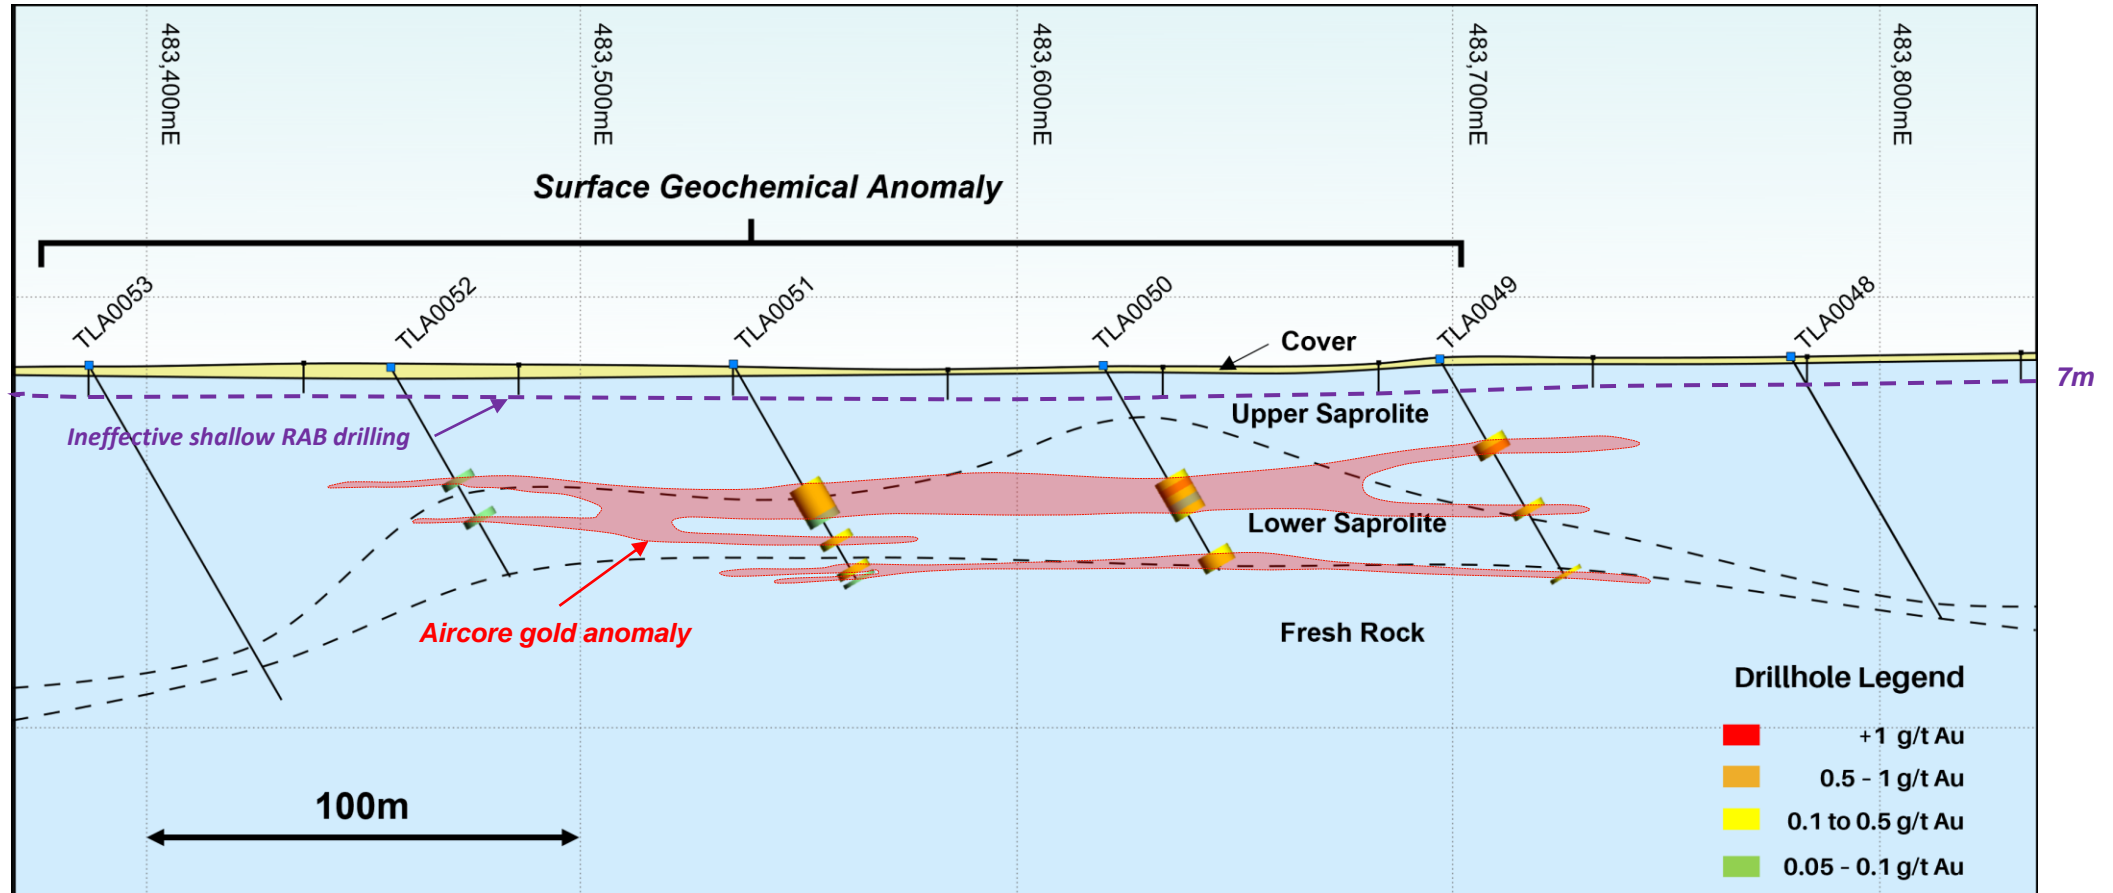 483,400mE
483,500mE
483,600mE
483,700mE
483,800mE
Surface Geochemical Anomaly
TLA0053
TLA0052
TLA0051
TLA0050
TLA0049
TLA0048
Cover
7m
Upper Saprolite
Ineffective shallow RAB drilling
Lower Saprolite
Aircore gold anomaly
Fresh Rock
Drillhole Legend
+1 g/t Au
0.5 - 1 g/t Au
0.1 to 0.5 g/t Au
0.05 - 0.1 g/t Au
100m